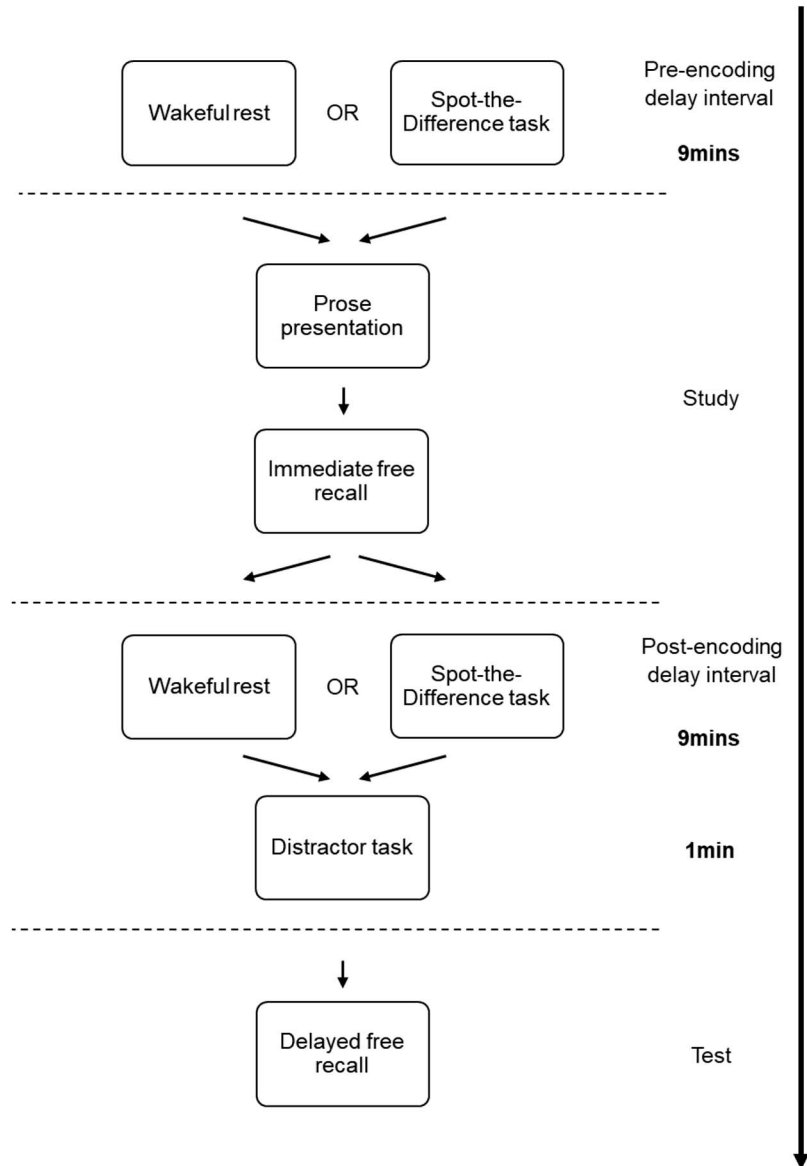 Wakeful rest
OR
Spot-the-
Difference task
Pre-encoding
delay interval
9mins
Prose
presentation
Study
Immediate free
recall
Wakeful rest
OR
Spot-the-
Difference task
Post-encoding
delay interval
9mins
Distractor task
1min
Delayed free
recall
Test